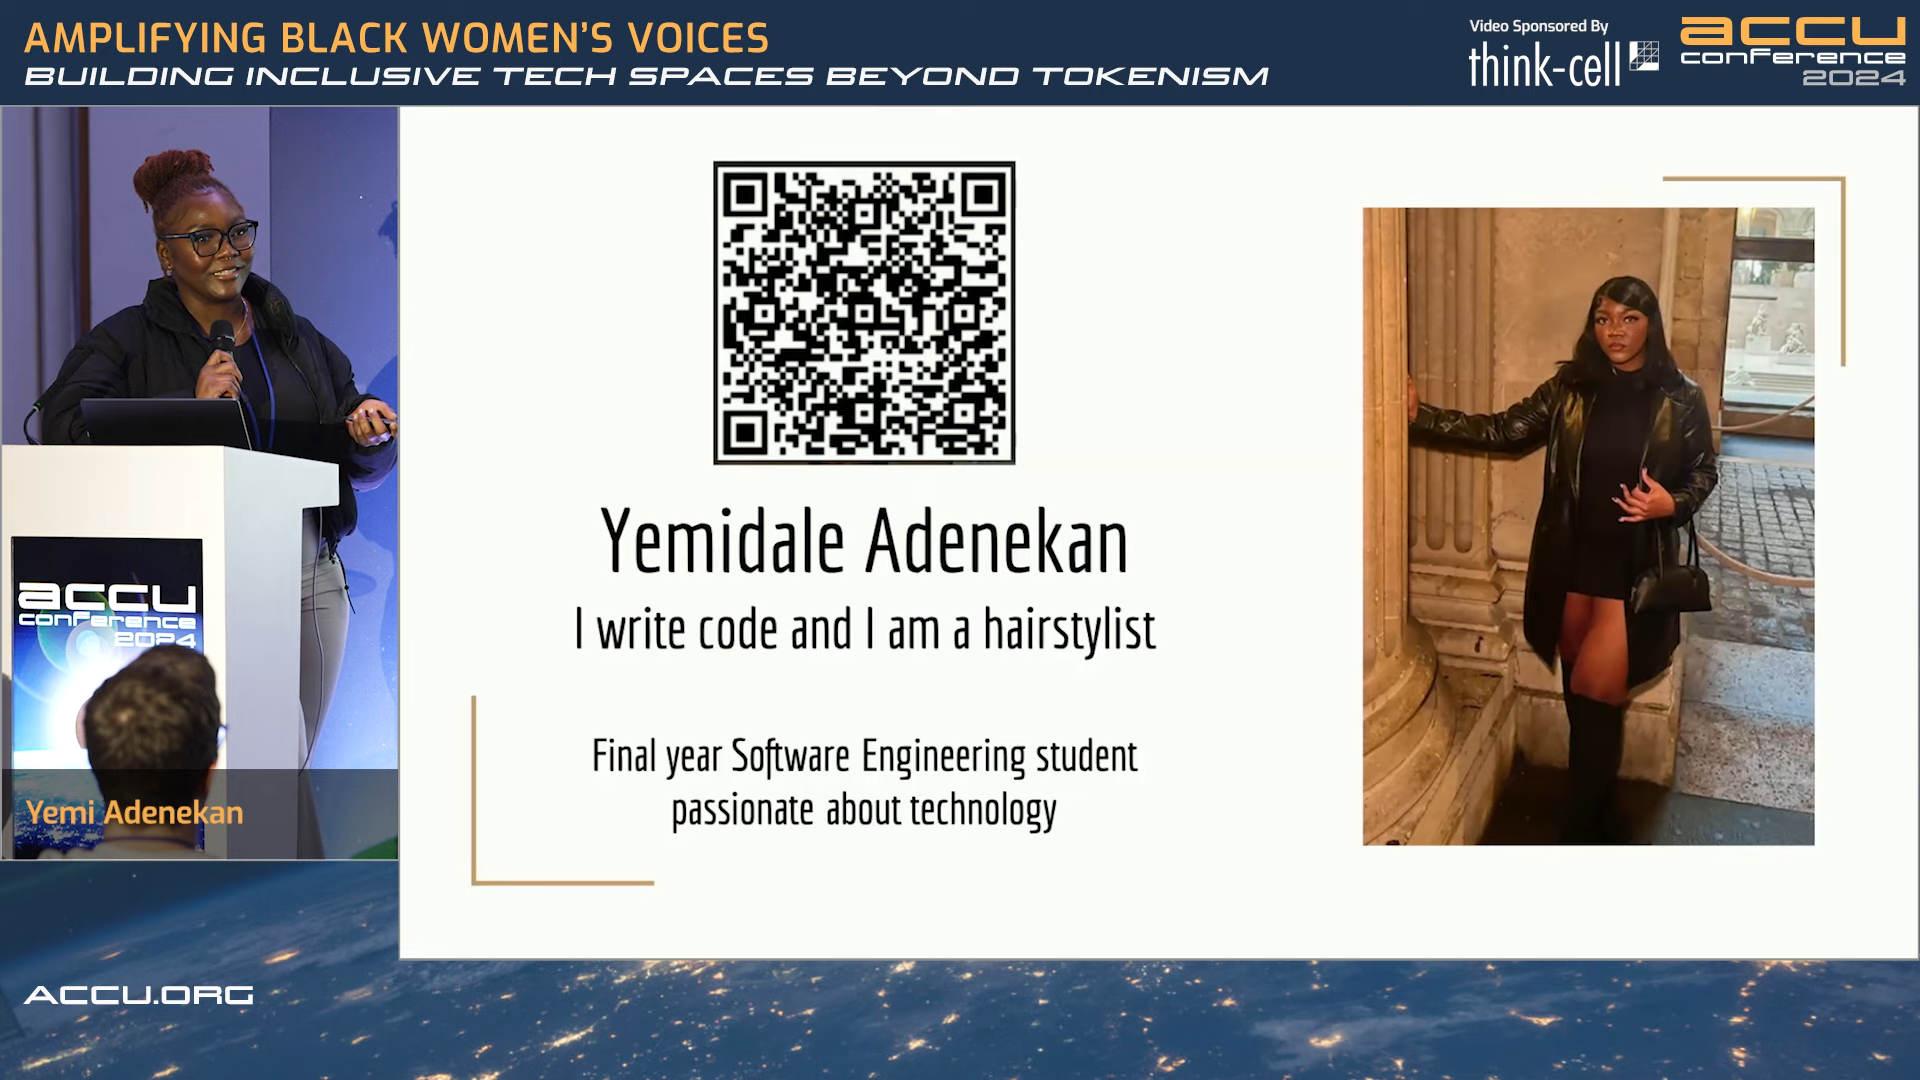 AMPLIFYING BLACK WOMEN'S VOICES
BUILDING INCLUSIVE TECH SPACES BEYOND TOKENISM
Video Sponsored By
think-cell
accu
conference
2024
Yemidale Adenekan
I write code and I am a hairstylist
Final year Software Engineering student
passionate about technology
accu
conference
2024
Yemi Adenekan
ACCU.ORG